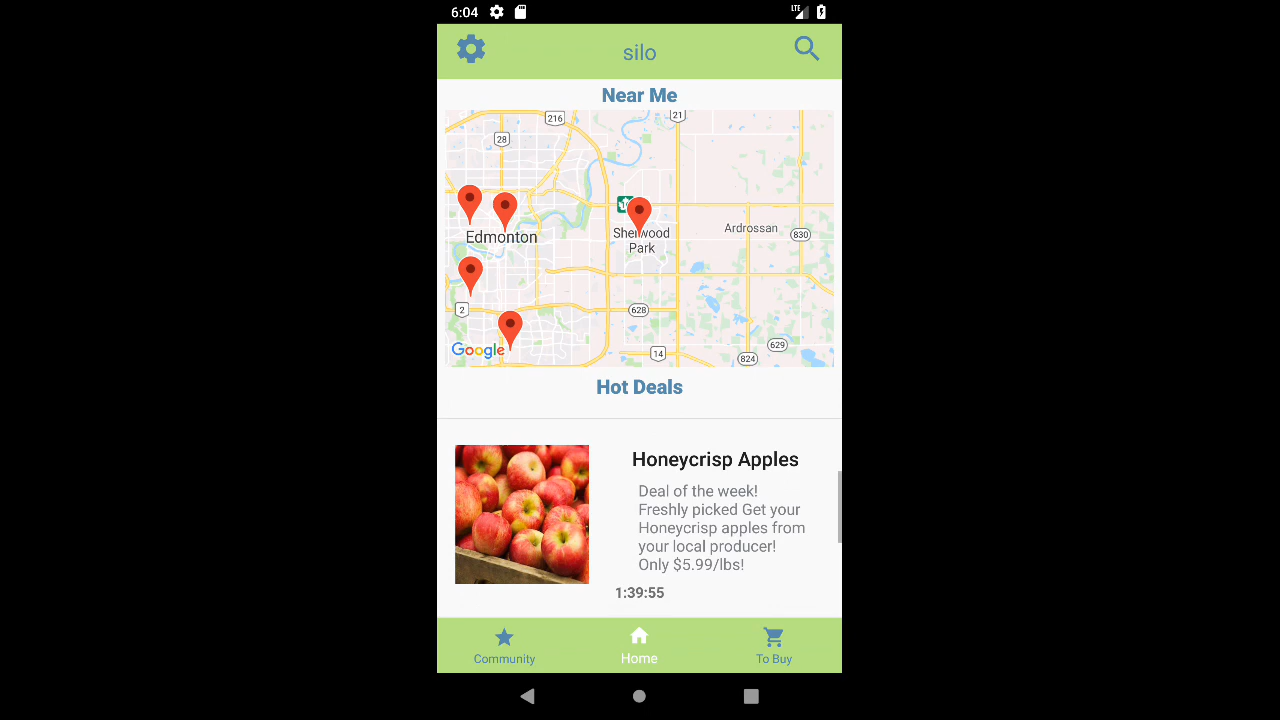 6:04
LTE
silo
Near Me
216
21
28
Edmonton
Sherwood
Park
Ardrossan
830
2
628
Google
14
629
824
Hot Deals
Honeycrisp Apples
Deal of the week!
Freshly picked Get your
Honeycrisp apples from
your local producer!
Only $5.99/lbs!
1:39:55
Community
Home
To Buy